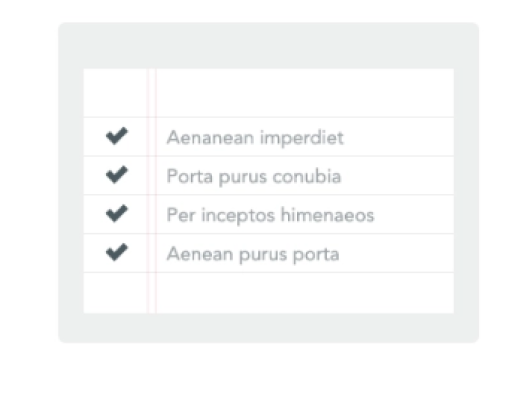 Aenanean imperdiet
Porta purus conubia
Per inceptos himenaeos
Aenean purus porta